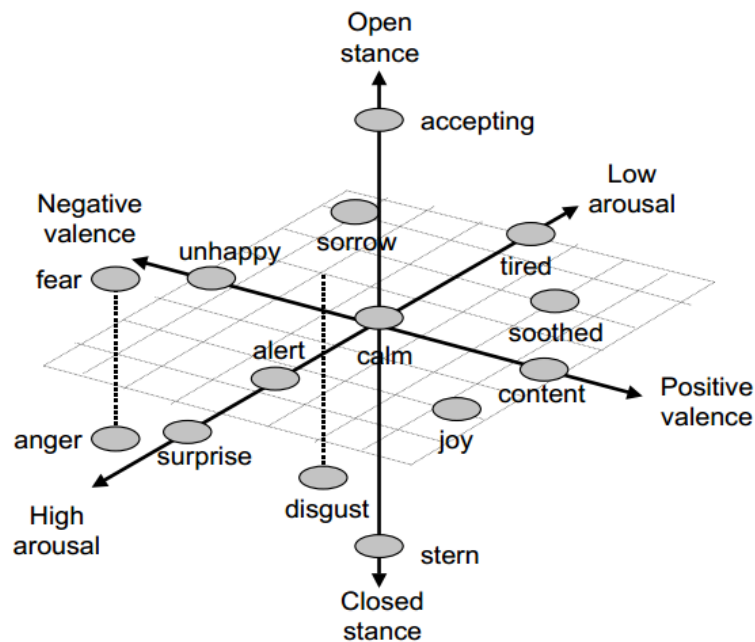 Open
stance
accepting
Low
arousal
Negative
valence
sorrow
unhappy
tired
fear
soothed
alert
calm
content
Positive
valence
anger
surprise
joy
disgust
High
arousal
stern
Closed
stance